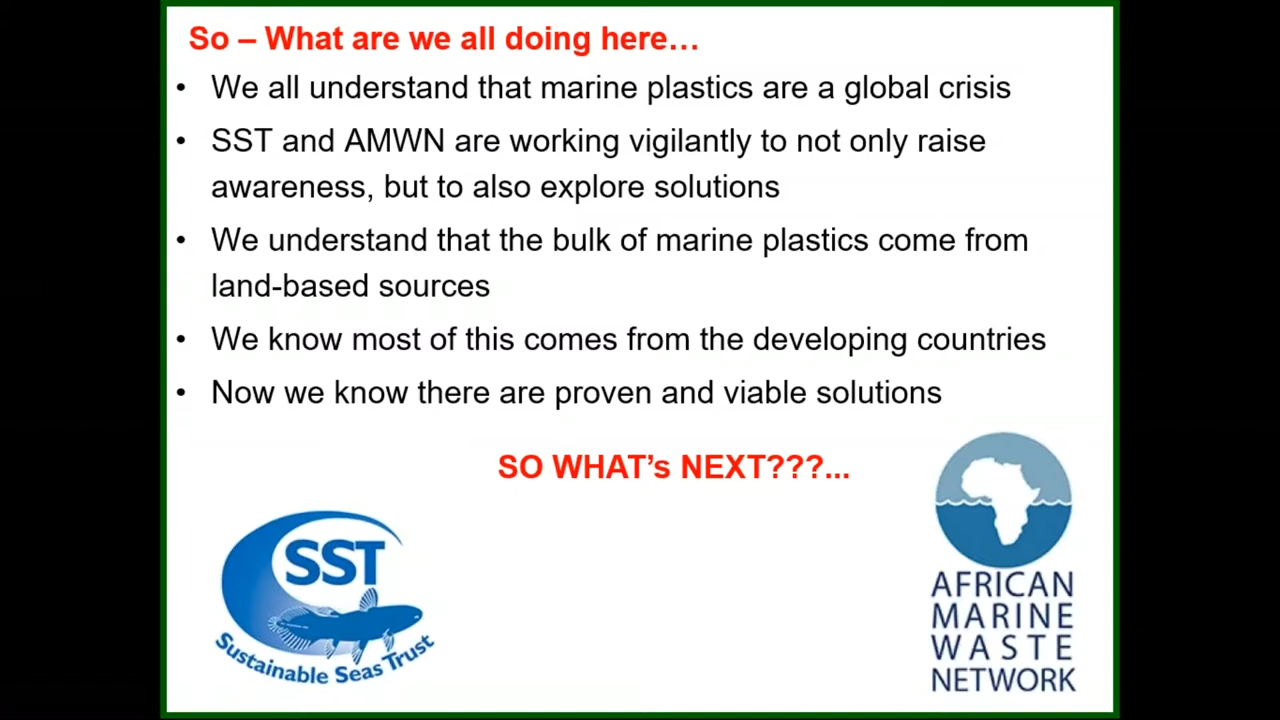 So – What are we all doing here…
• We all understand that marine plastics are a global crisis
• SST and AMWN are working vigilantly to not only raise
awareness, but to also explore solutions
• We understand that the bulk of marine plastics come from
land-based sources
• We know most of this comes from the developing countries
• Now we know there are proven and viable solutions
SO WHAT’s NEXT???...
SST
Sustainable Seas Trust
AFRICAN
MARINE
WASTE
NETWORK